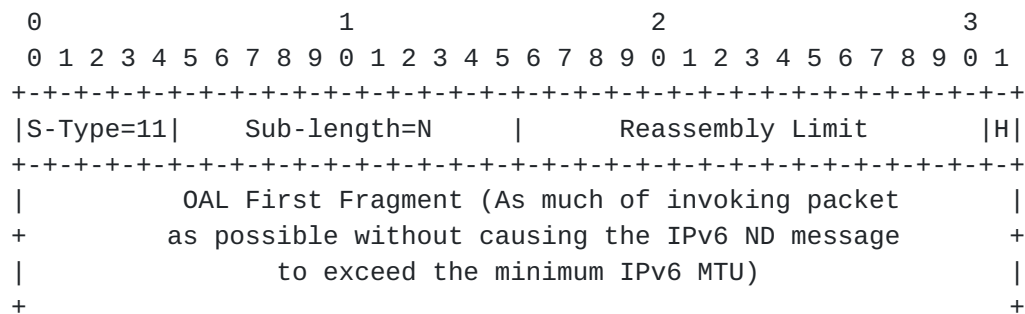 0                   1                   2                   3
 0 1 2 3 4 5 6 7 8 9 0 1 2 3 4 5 6 7 8 9 0 1 2 3 4 5 6 7 8 9 0 1
+-+-+-+-+-+-+-+-+-+-+-+-+-+-+-+-+-+-+-+-+-+-+-+-+-+-+-+-+-+-+-+-+
|S-Type=11|    Sub-length=N     |      Reassembly Limit       |H|
+-+-+-+-+-+-+-+-+-+-+-+-+-+-+-+-+-+-+-+-+-+-+-+-+-+-+-+-+-+-+-+-+
|          OAL First Fragment (As much of invoking packet       |
+         as possible without causing the IPv6 ND message       +
|                to exceed the minimum IPv6 MTU)                |
+                                                               +